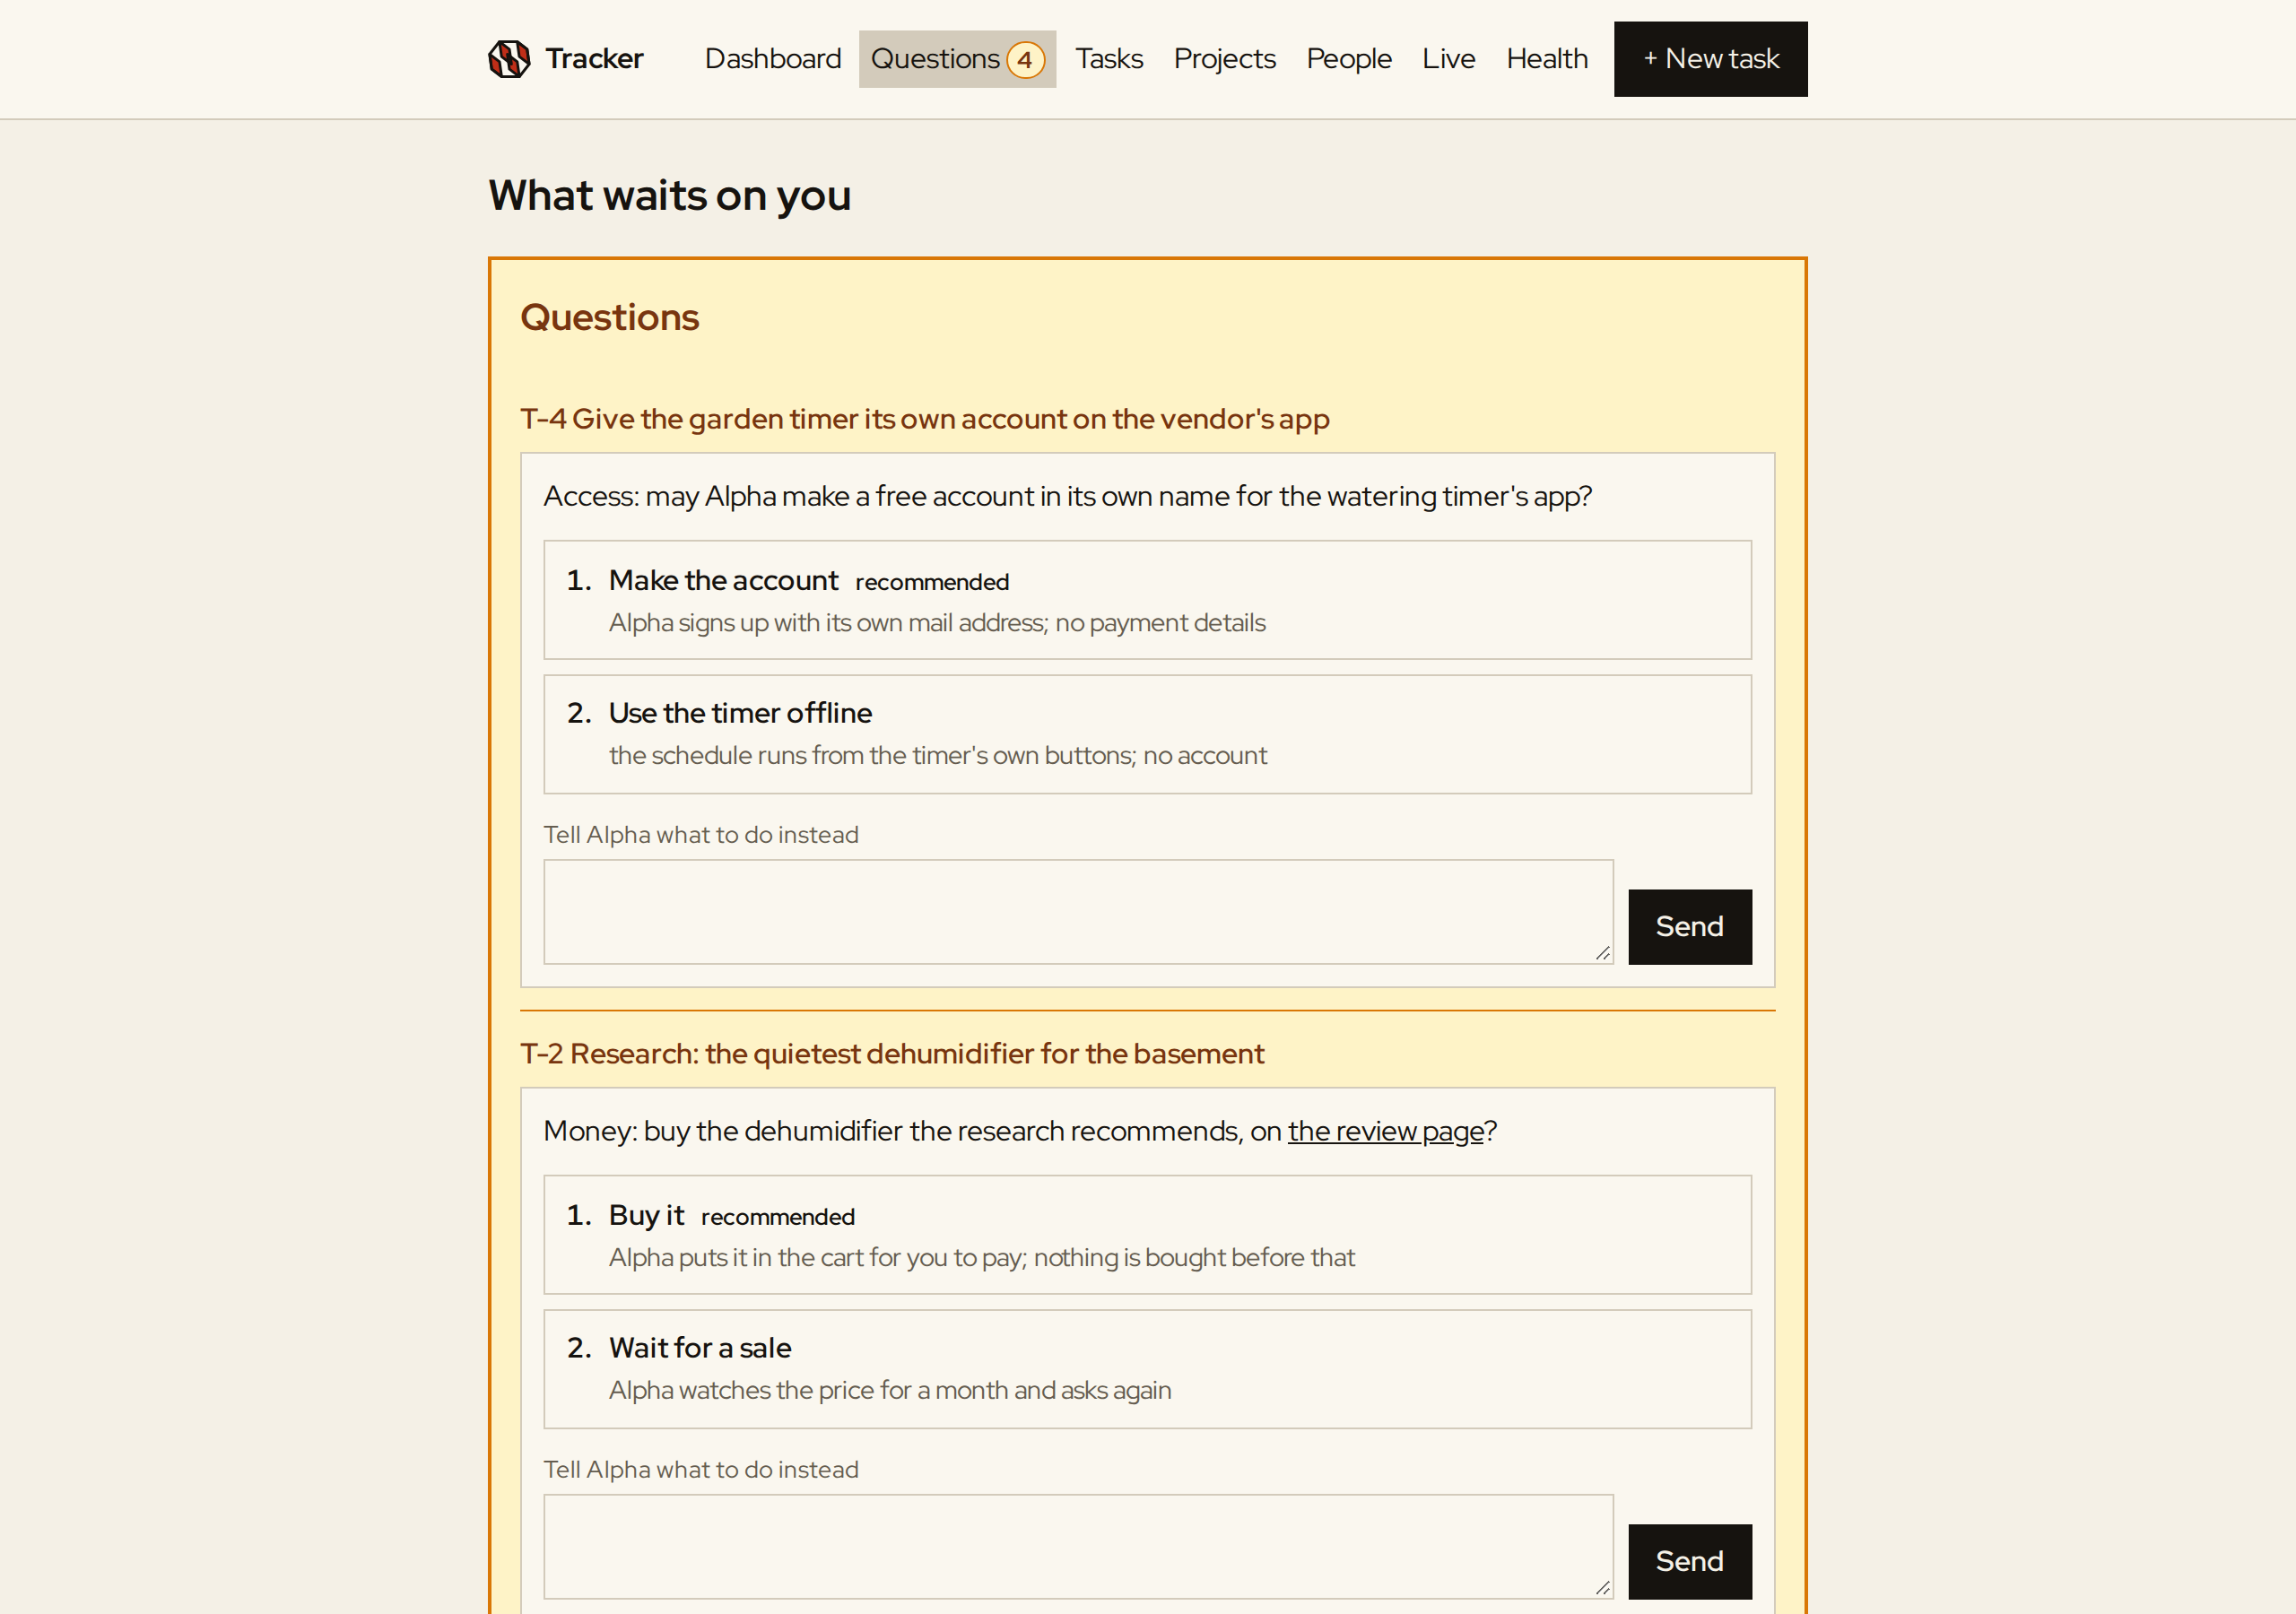 Tracker
Dashboard
Questions 4
Tasks
Projects
People
Live
Health
+ New task
What waits on you
Questions
T-4 Give the garden timer its own account on the vendor's app
Access: may Alpha make a free account in its own name for the watering timer's app?
1. Make the account recommended
Alpha signs up with its own mail address; no payment details
2. Use the timer offline
the schedule runs from the timer's own buttons; no account
Tell Alpha what to do instead
Send
T-2 Research: the quietest dehumidifier for the basement
Money: buy the dehumidifier the research recommends, on the review page?
1. Buy it recommended
Alpha puts it in the cart for you to pay; nothing is bought before that
2. Wait for a sale
Alpha watches the price for a month and asks again
Tell Alpha what to do instead
Send